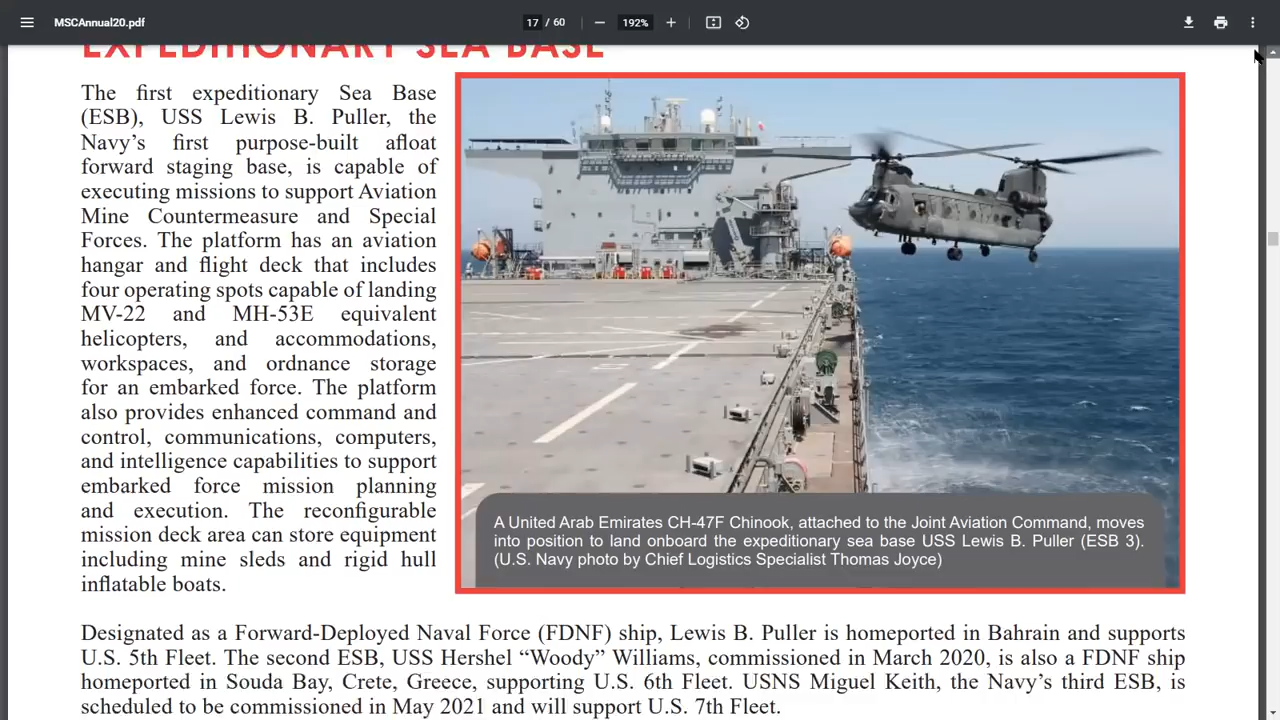 MSCAnnual20.pdf
17 / 60
192%
EXPEDITIONARY SEA BASE
The first expeditionary Sea Base
(ESB), USS Lewis B. Puller, the
Navy’s first purpose-built afloat
forward staging base, is capable of
executing missions to support Aviation
Mine Countermeasure and Special
Forces. The platform has an aviation
hangar and flight deck that includes
four operating spots capable of landing
MV-22 and MH-53E equivalent
helicopters, and accommodations,
workspaces, and ordnance storage
for an embarked force. The platform
also provides enhanced command and
control, communications, computers,
and intelligence capabilities to support
embarked force mission planning
and execution. The reconfigurable
mission deck area can store equipment
including mine sleds and rigid hull
inflatable boats.
A United Arab Emirates CH-47F Chinook, attached to the Joint Aviation Command, moves
into position to land onboard the expeditionary sea base USS Lewis B. Puller (ESB 3).
(U.S. Navy photo by Chief Logistics Specialist Thomas Joyce)
Designated as a Forward-Deployed Naval Force (FDNF) ship, Lewis B. Puller is homeported in Bahrain and supports
U.S. 5th Fleet. The second ESB, USS Hershel “Woody” Williams, commissioned in March 2020, is also a FDNF ship
homeported in Souda Bay, Crete, Greece, supporting U.S. 6th Fleet. USNS Miguel Keith, the Navy’s third ESB, is
scheduled to be commissioned in May 2021 and will support U.S. 7th Fleet.